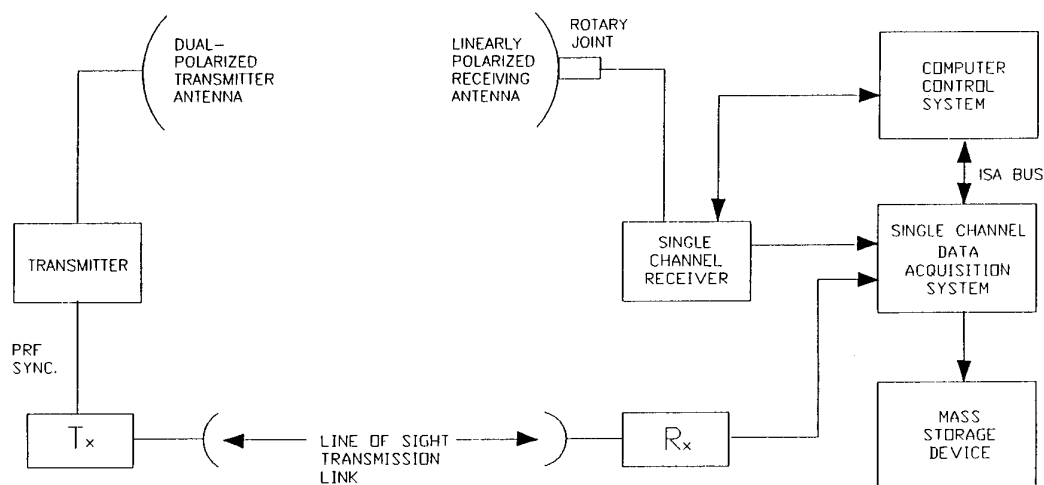 DUAL-
POLARIZED
TRANSMITTER
ANTENNA
LINEARLY
POLARIZED
RECEIVING
ANTENNA
ROTARY
JOINT
COMPUTER
CONTROL
SYSTEM
ISA BUS
TRANSMITTER
SINGLE
CHANNEL
RECEIVER
SINGLE CHANNEL
DATA
ACQUISITION
SYSTEM
PRF
SYNC.
Tx
LINE OF SIGHT
TRANSMISSION
LINK
Rx
MASS
STORAGE
DEVICE